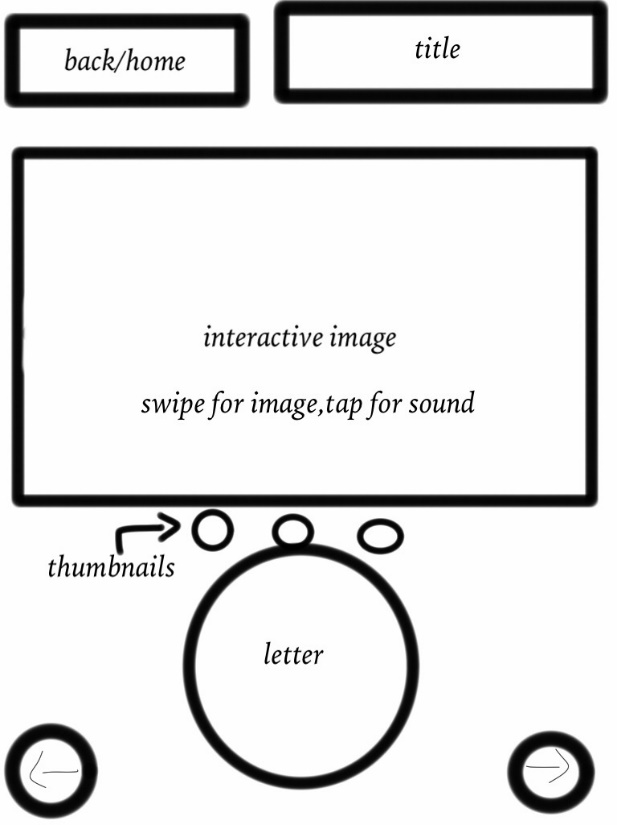 back/home
title
interactive image
swipe for image,tap for sound
thumbnails
letter